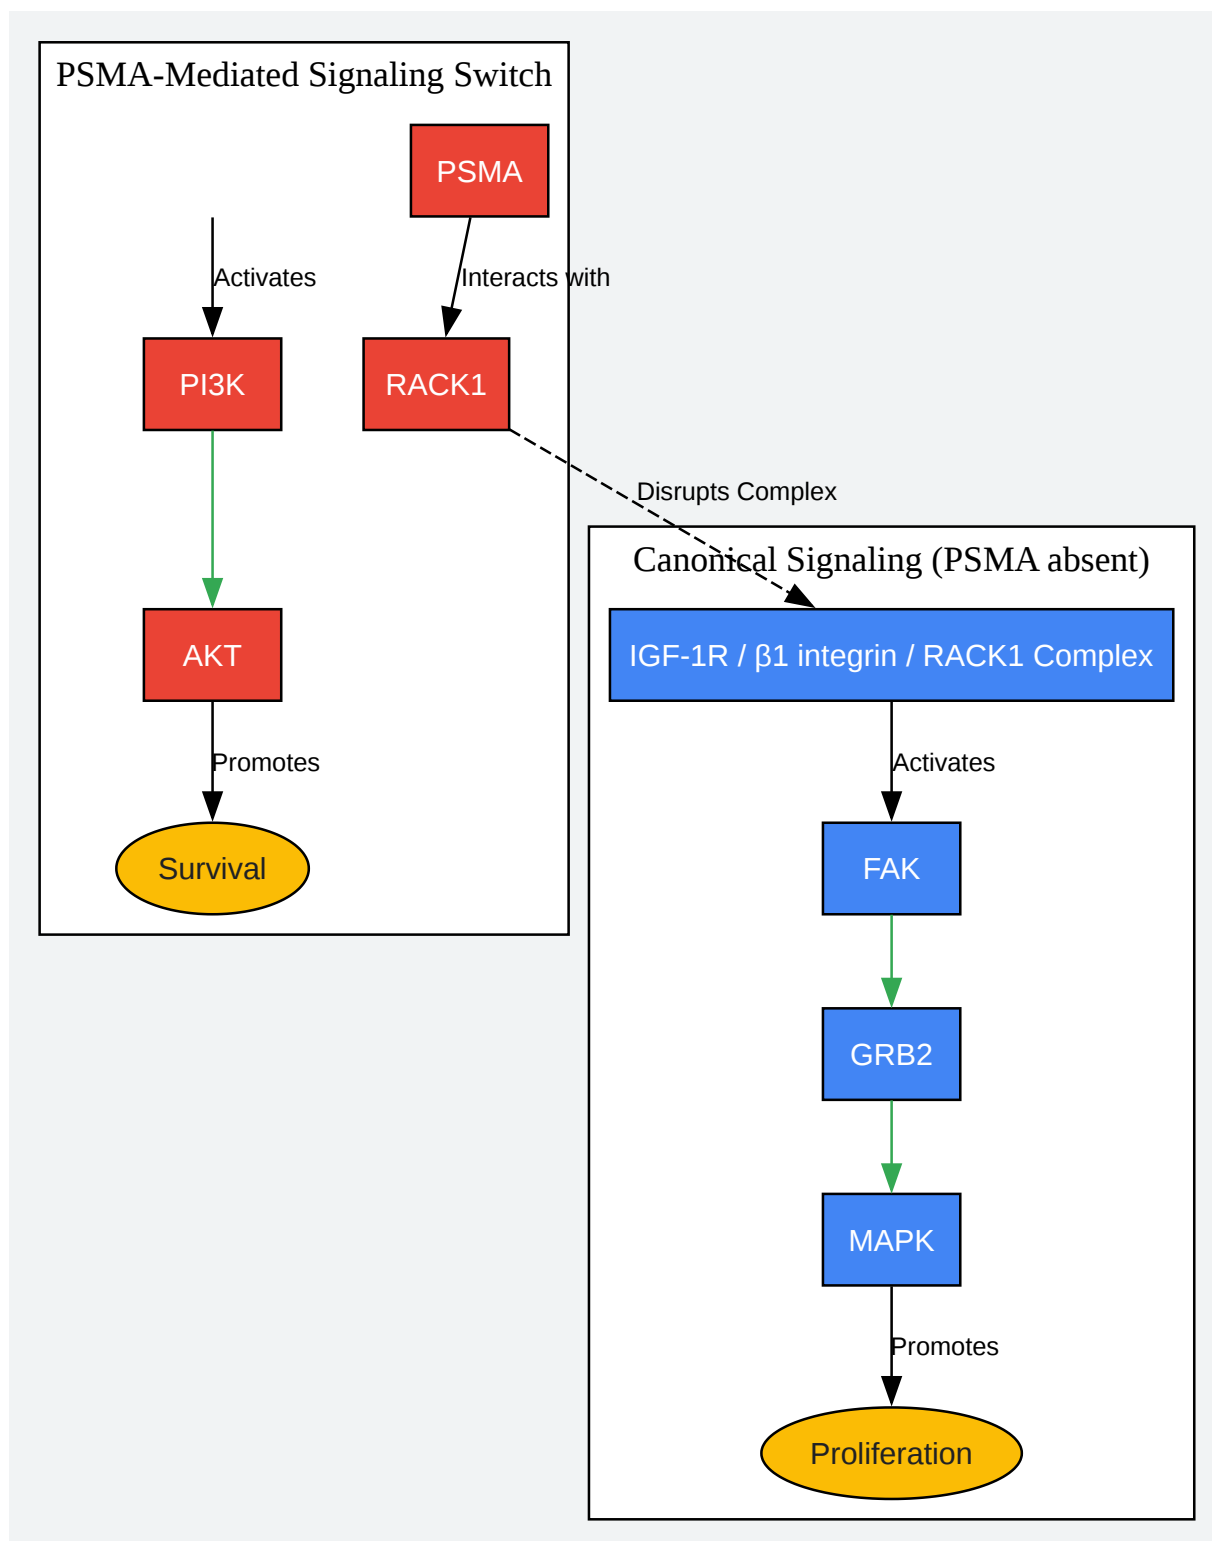 PSMA-Mediated Signaling Switch
PSMA
Activates
Interacts with
PI3K
RACK1
Disrupts Complex
Canonical Signaling (PSMA absent)
AKT
IGF-1R / β1 integrin / RACK1 Complex
Promotes
Activates
Survival
FAK
GRB2
MAPK
Promotes
Proliferation